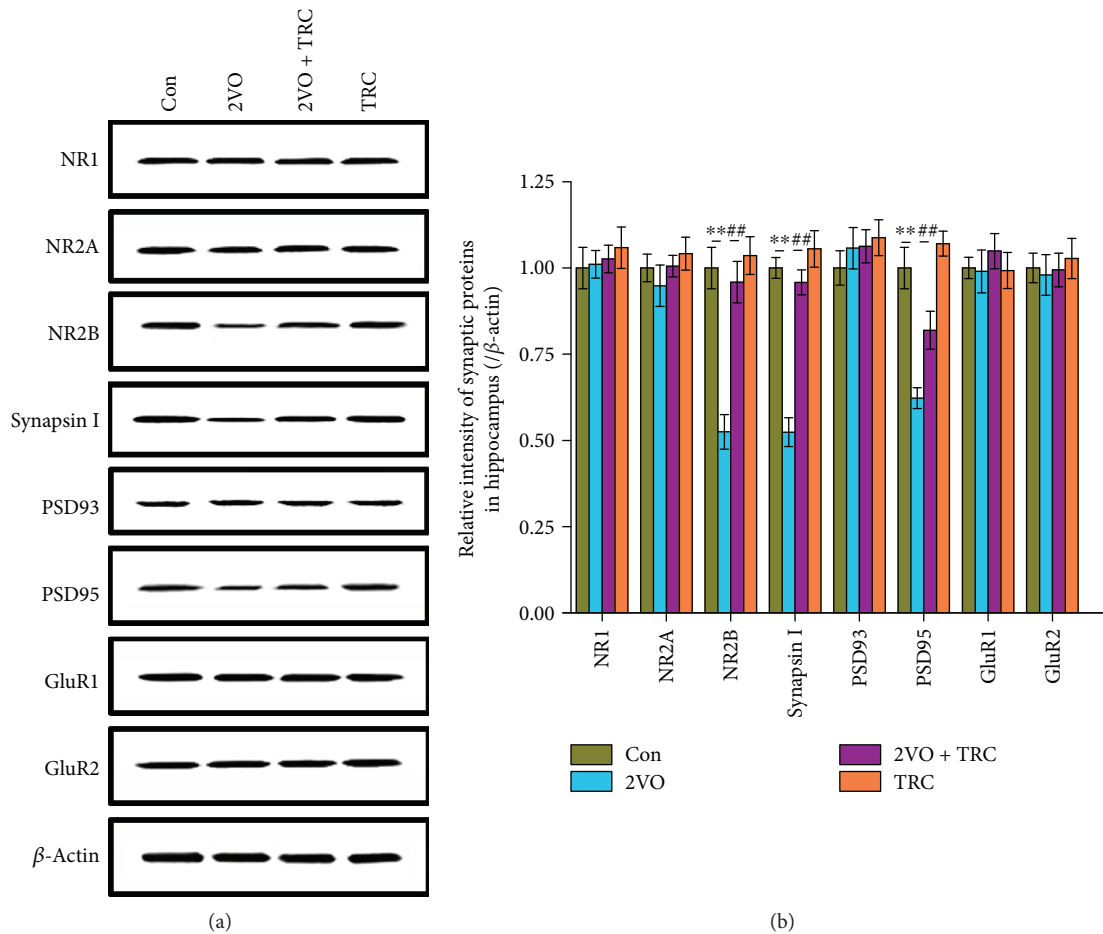 Con
2VO
2VO + TRC
TRC
NR1
NR2A
NR2B
Synapsin I
PSD93
PSD95
GluR1
GluR2
β-Actin
(a)
Relative intensity of synaptic proteins
in hippocampus (/β-actin)
1.25
1.00
0.75
0.50
0.25
0.00
** ##
** ##
** ##
NR1
NR2A
NR2B
Synapsin I
PSD93
PSD95
GluR1
GluR2
Con
2VO
2VO + TRC
TRC
(b)